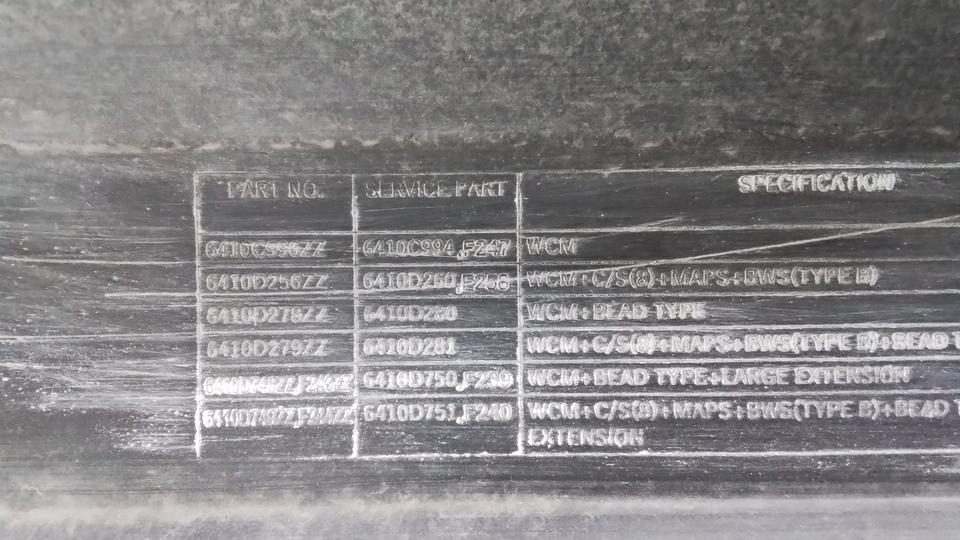 PART NO. SERVICE PART SPECIFICATION
6410C996ZZ 6410C994,F247 WCM
6410D256ZZ 6410D260,F256 WCM+C/S(8)+MAPS+BWS(TYPE B)
6410D278ZZ 6410D280 WCM+BEAD TYPE
6410D279ZZ 6410D281 WCM+C/S(8)+MAPS+BWS(TYPE B)+BEAD T
6410D750,F239 WCM+BEAD TYPE+LARGE EXTENSION
6410D749ZZ,F244ZZ 6410D751,F240 WCM+C/S(8)+MAPS+BWS(TYPE B)+BEAD T
EXTENSION